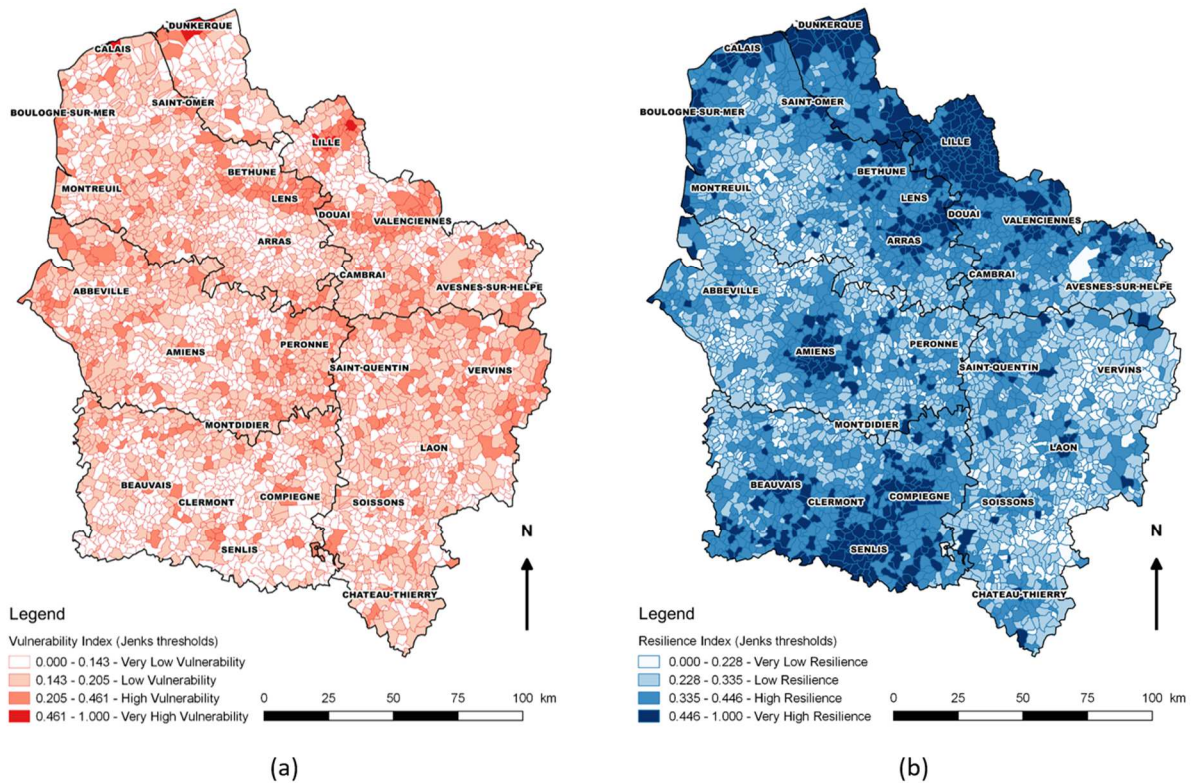 DUNKERQUE
CALAIS
SAINT-OMER
BOULOGNE-SUR-MER
LILLE
BETHUNE
MONTREUIL
LENS
DOUAI
VALENCIENNES
ARRAS
CAMBRAI
AVESNES-SUR-HELPE
ABBEVILLE
PERONNE
AMIENS
SAINT-QUENTIN
VERVINS
MONTDIDIER
LAON
BEAUVAIS
CLERMONT
COMPIEGNE
SOISSONS
SENLIS
CHATEAU-THIERRY
N
Legend
Vulnerability Index (Jenks thresholds)
0.000 - 0.143 - Very Low Vulnerability
0.143 - 0.205 - Low Vulnerability
0.205 - 0.461 - High Vulnerability
0.461 - 1.000 - Very High Vulnerability
0 25 50 75 100 km
(a)
DUNKERQUE
CALAIS
SAINT-OMER
BOULOGNE-SUR-MER
LILLE
BETHUNE
MONTREUIL
LENS
DOUAI
VALENCIENNES
ARRAS
CAMBRAI
AVESNES-SUR-HELPE
ABBEVILLE
PERONNE
AMIENS
SAINT-QUENTIN
VERVINS
MONTDIDIER
LAON
BEAUVAIS
CLERMONT
COMPIEGNE
SOISSONS
SENLIS
CHATEAU-THIERRY
N
Legend
Resilience Index (Jenks thresholds)
0.000 - 0.228 - Very Low Resilience
0.228 - 0.335 - Low Resilience
0.335 - 0.446 - High Resilience
0.446 - 1.000 - Very High Resilience
0 25 50 75 100 km
(b)